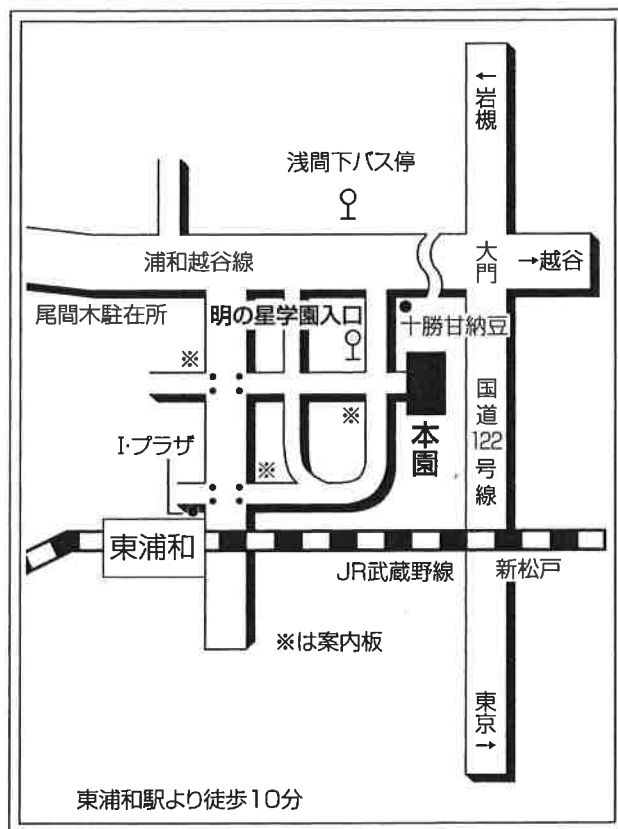 ←岩槻
浅間下バス停
大門
→越谷
浦和越谷線
尾間木駐在所
明の星学園入口
十勝甘納豆
※
※
本園
国道122号線
I・プラザ
※
東浦和
JR武蔵野線
新松戸
※は案内板
東京→
東浦和駅より徒歩10分